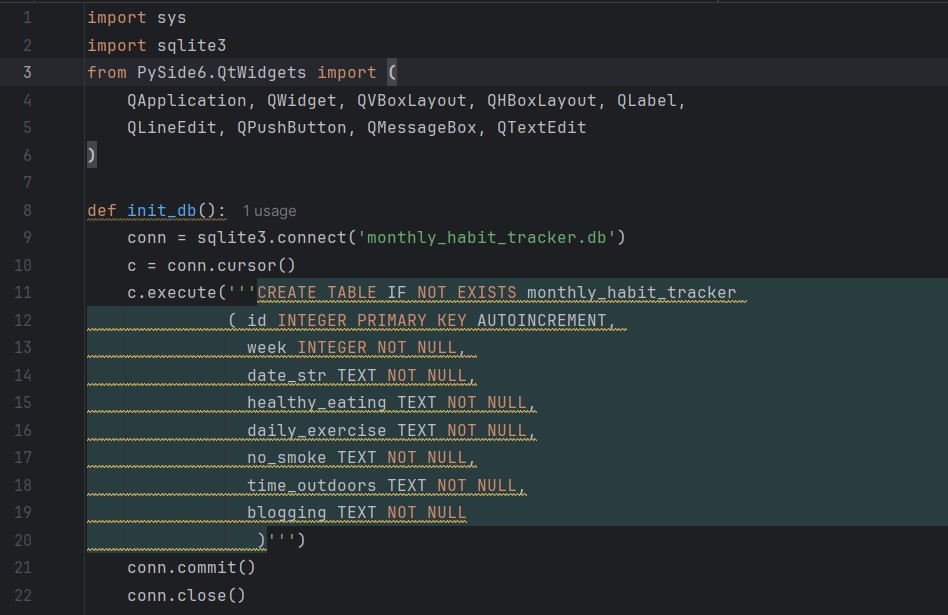 1 import sys
2 import sqlite3
3 from PySide6.QtWidgets import (
4     QApplication, QWidget, QVBoxLayout, QHBoxLayout, QLabel,
5     QLineEdit, QPushButton, QMessageBox, QTextEdit
6 )
7
8 def init_db(): 1 usage
9     conn = sqlite3.connect('monthly_habit_tracker.db')
10     c = conn.cursor()
11     c.execute('''CREATE TABLE IF NOT EXISTS monthly_habit_tracker
12               ( id INTEGER PRIMARY KEY AUTOINCREMENT,
13                 week INTEGER NOT NULL,
14                 date_str TEXT NOT NULL,
15                 healthy_eating TEXT NOT NULL,
16                 daily_exercise TEXT NOT NULL,
17                 no_smoke TEXT NOT NULL,
18                 time_outdoors TEXT NOT NULL,
19                 blogging TEXT NOT NULL
20                  )''')
21     conn.commit()
22     conn.close()